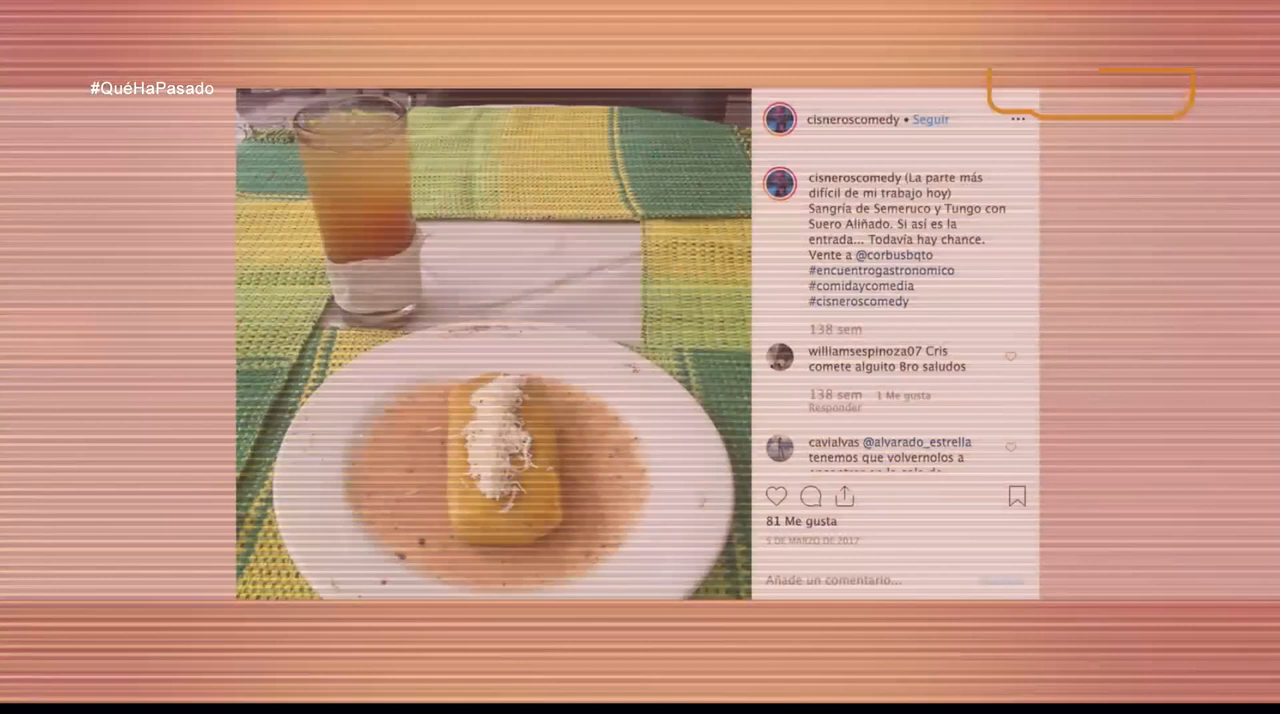 #QuéHaPasado
cisneroscomedy • Seguir
cisneroscomedy (La parte más
difícil de mi trabajo hoy)
Sangría de Semeruco y Tungo con
Suero Aliñado. Si así es la
entrada... Todavía hay chance.
Vente a @corbusbqto
#encuentrogastronomico
#comidaycomedia
#cisneroscomedy
138 sem
williamsespinoza07 Cris
comete alguito Bro saludos
138 sem 1 Me gusta
Responder
cavialvas @alvarado_estrella
tenemos que volvernolos a
81 Me gusta
5 DE MARZO DE 2017
Añade un comentario...